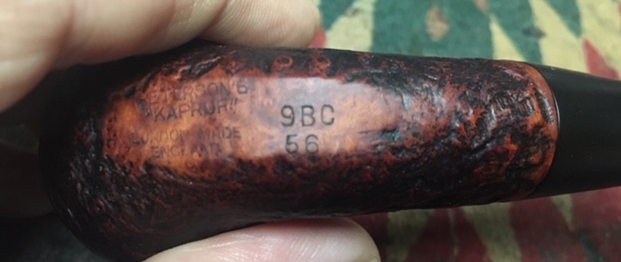 PETERSON'S
"KAPRUF"
LONDON MADE
ENGLAND
9BC
56